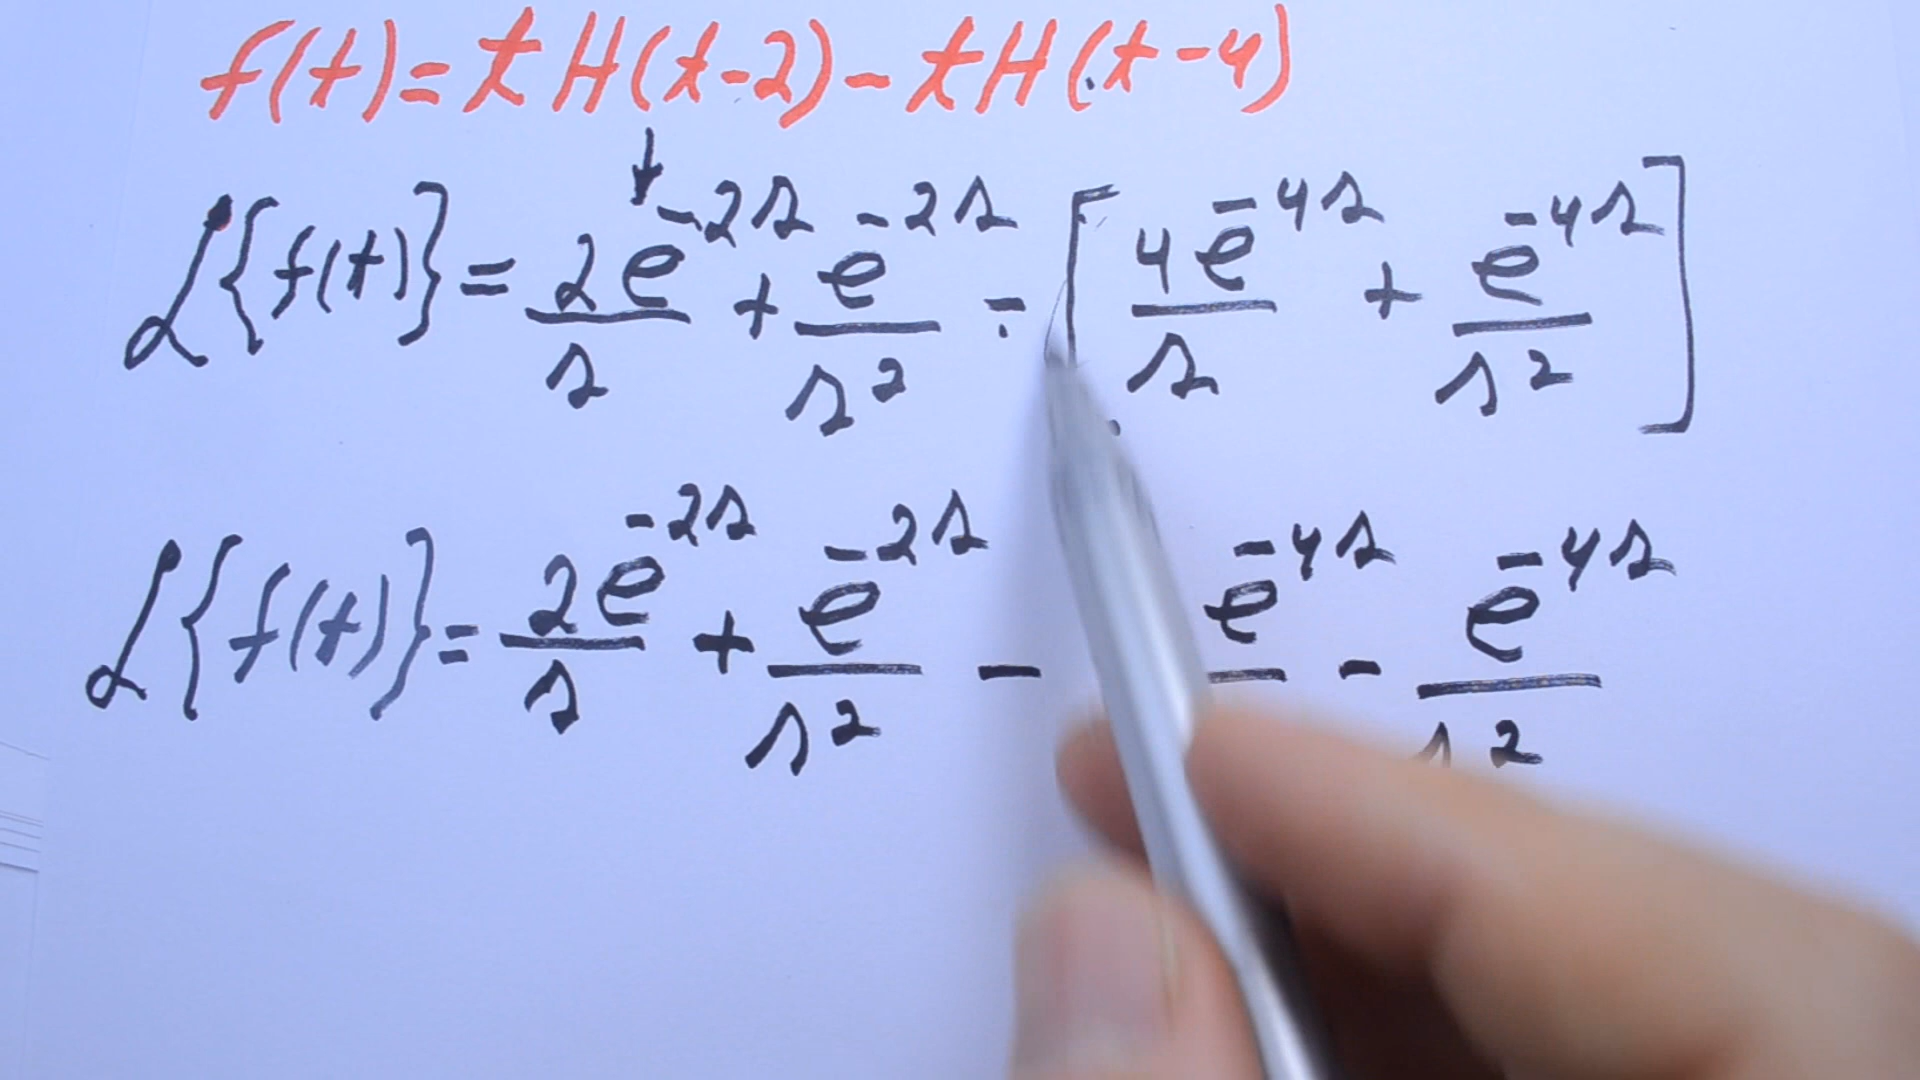 f(t) = t H(t-2) - t H(t-4)
ℒ{f(t)} = 2e^{-2s}/s + e^{-2s}/s^2 - [4e^{-4s}/s + e^{-4s}/s^2]
ℒ{f(t)} = 2e^{-2s}/s + e^{-2s}/s^2 - e^{-4s} - e^{-4s}/s^2